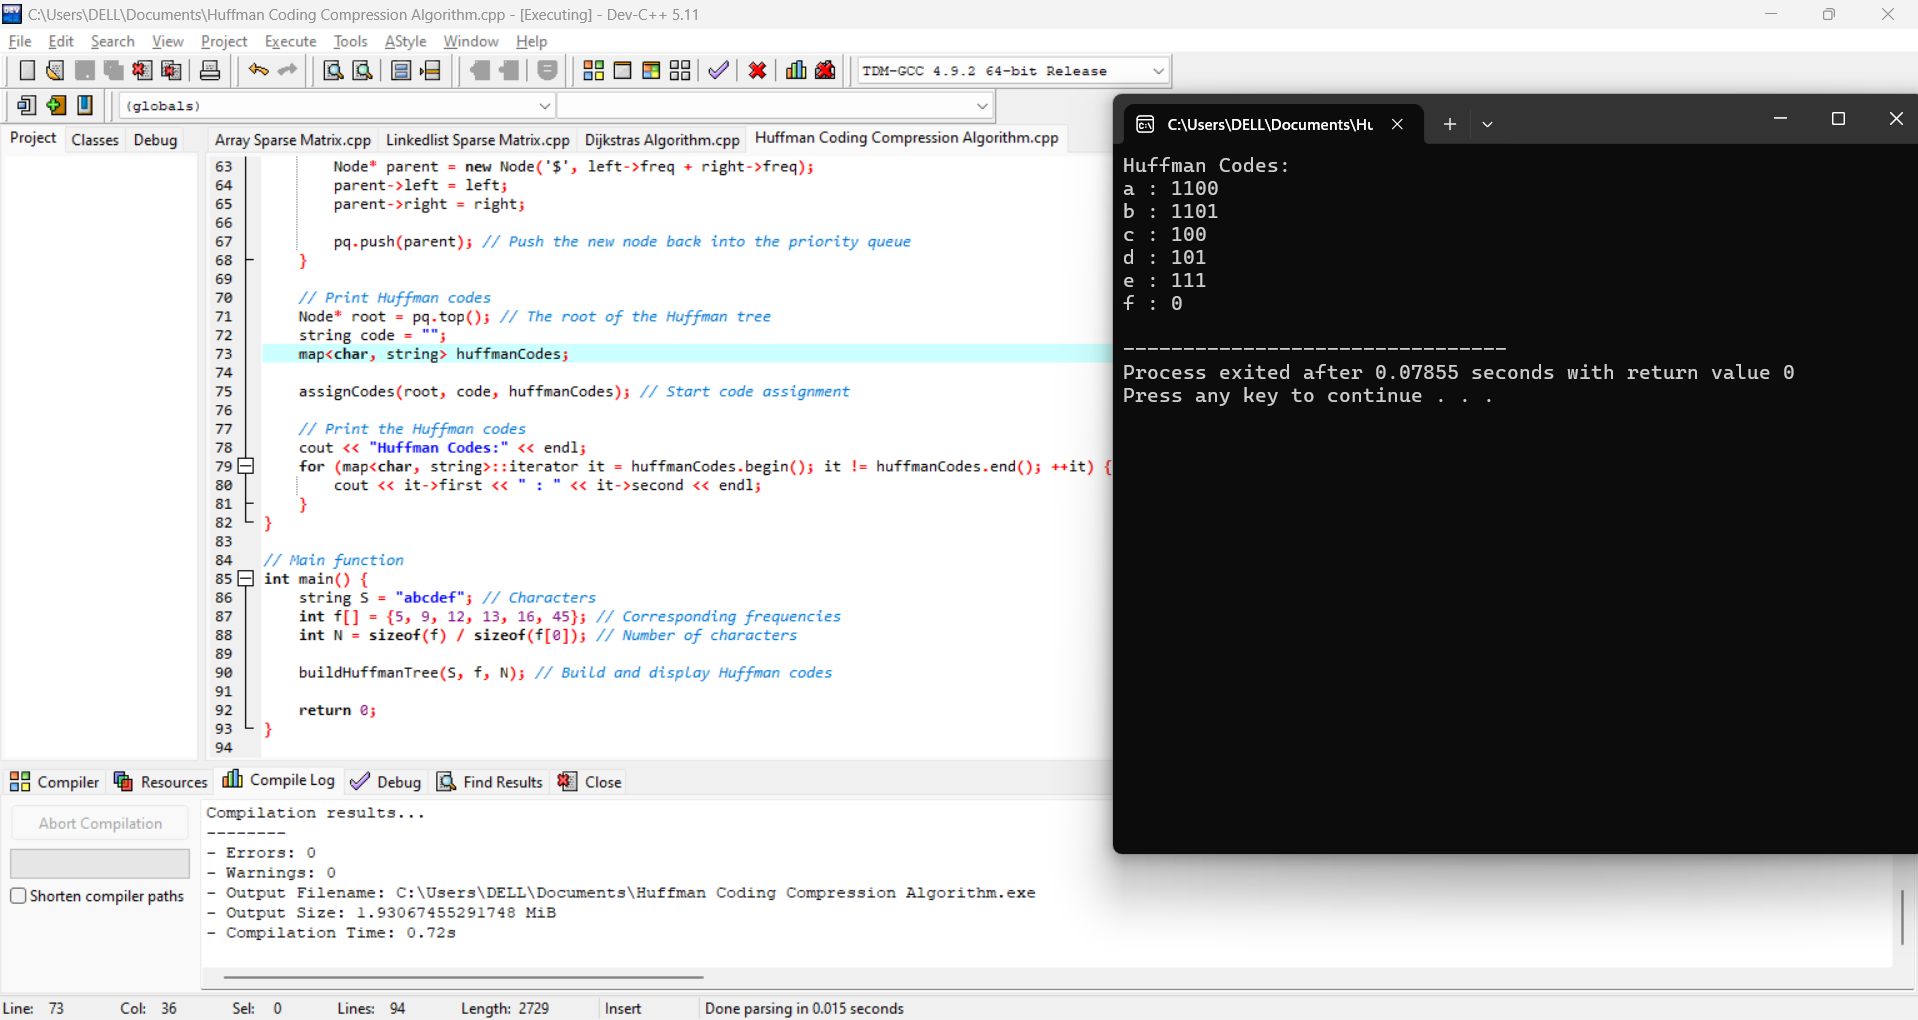 C:\Users\DELL\Documents\Huffman Coding Compression Algorithm.cpp - [Executing] - Dev-C++ 5.11
File Edit Search View Project Execute Tools AStyle Window Help
TDM-GCC 4.9.2 64-bit Release
(globals)
Project Classes Debug
Array Sparse Matrix.cpp Linkedlist Sparse Matrix.cpp Dijkstras Algorithm.cpp Huffman Coding Compression Algorithm.cpp
63 Node* parent = new Node('$', left->freq + right->freq);
64 parent->left = left;
65 parent->right = right;
66
67 pq.push(parent); // Push the new node back into the priority queue
68 }
69
70 // Print Huffman codes
71 Node* root = pq.top(); // The root of the Huffman tree
72 string code = "";
73 map<char, string> huffmanCodes;
74
75 assignCodes(root, code, huffmanCodes); // Start code assignment
76
77 // Print the Huffman codes
78 cout << "Huffman Codes:" << endl;
79 for (map<char, string>::iterator it = huffmanCodes.begin(); it != huffmanCodes.end(); ++it) {
80 cout << it->first << " : " << it->second << endl;
81 }
82 }
83
84 // Main function
85 int main() {
86 string S = "abcdef"; // Characters
87 int f[] = {5, 9, 12, 13, 16, 45}; // Corresponding frequencies
88 int N = sizeof(f) / sizeof(f[0]); // Number of characters
89
90 buildHuffmanTree(S, f, N); // Build and display Huffman codes
91
92 return 0;
93 }
94
C:\Users\DELL\Documents\Hu
Huffman Codes:
a : 1100
b : 1101
c : 100
d : 101
e : 111
f : 0
--------------------------------
Process exited after 0.07855 seconds with return value 0
Press any key to continue . . .
Compiler Resources Compile Log Debug Find Results Close
Abort Compilation
Shorten compiler paths
Compilation results...
--------
- Errors: 0
- Warnings: 0
- Output Filename: C:\Users\DELL\Documents\Huffman Coding Compression Algorithm.exe
- Output Size: 1.93067455291748 MiB
- Compilation Time: 0.72s
Line: 73 Col: 36 Sel: 0 Lines: 94 Length: 2729 Insert Done parsing in 0.015 seconds